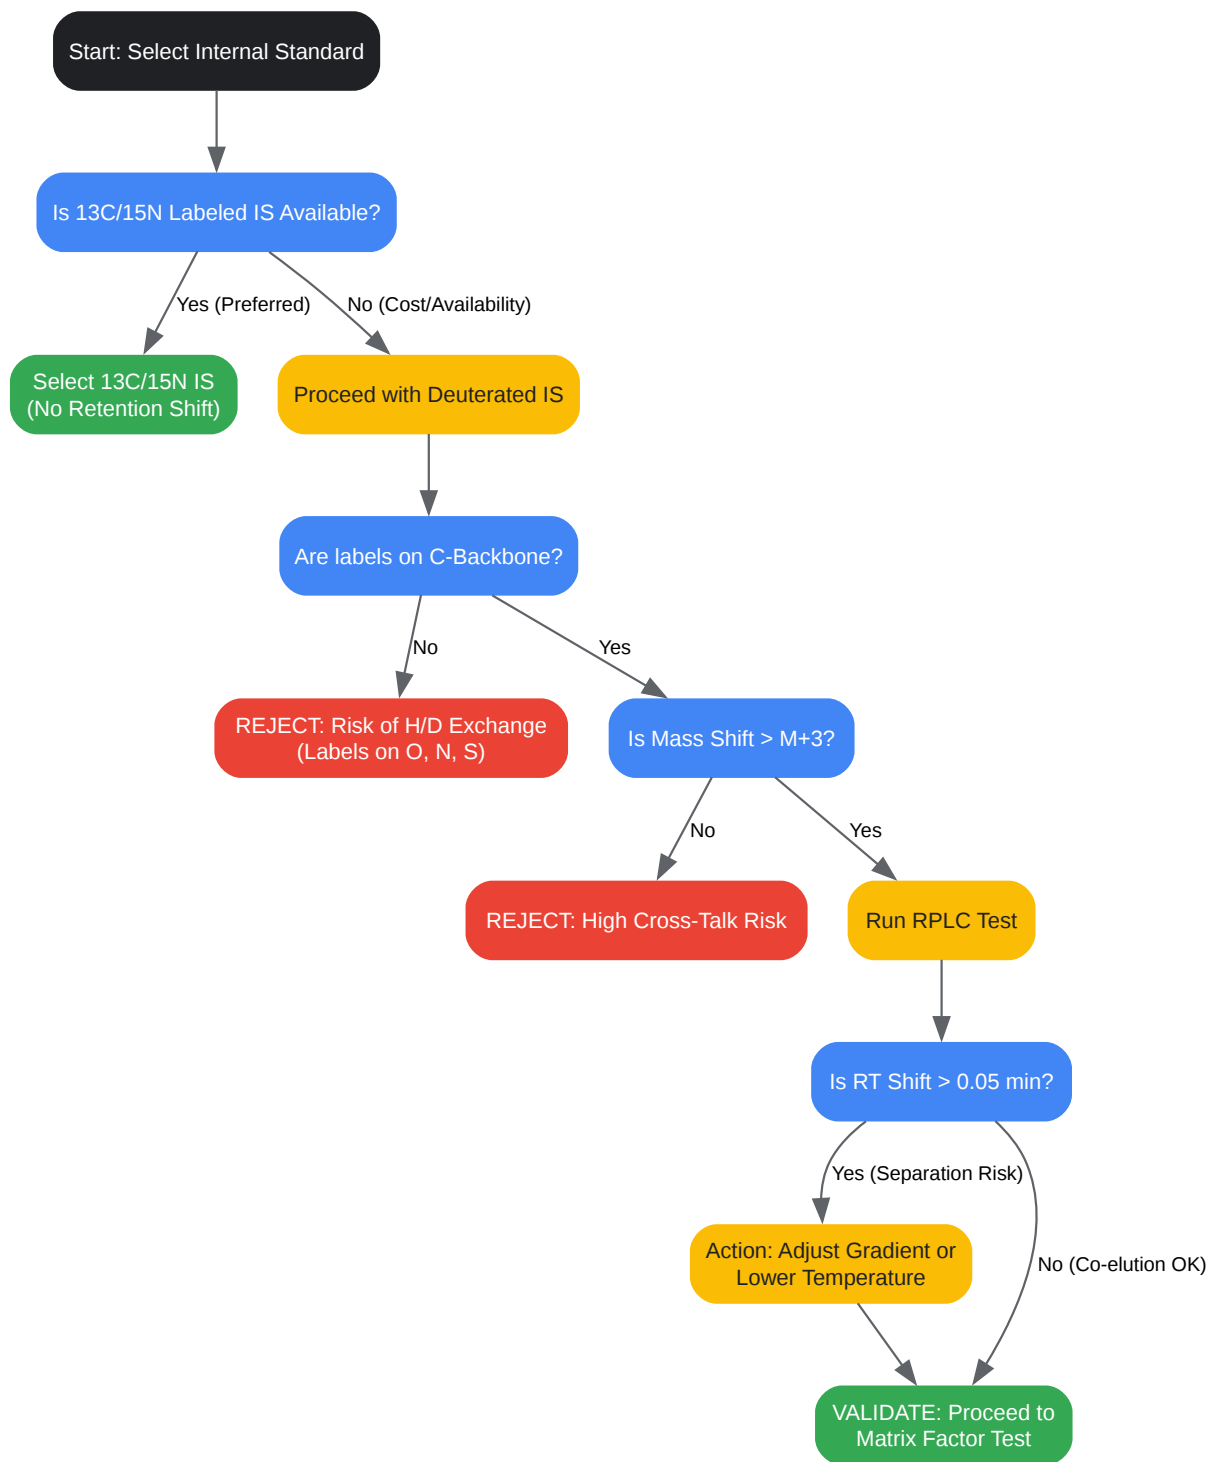 Start: Select Internal Standard
Is 13C/15N Labeled IS Available?
Yes (Preferred)
No (Cost/Availability)
Select 13C/15N IS
(No Retention Shift)
Proceed with Deuterated IS
Are labels on C-Backbone?
No
Yes
REJECT: Risk of H/D Exchange
(Labels on O, N, S)
Is Mass Shift > M+3?
No
Yes
REJECT: High Cross-Talk Risk
Run RPLC Test
Is RT Shift > 0.05 min?
Yes (Separation Risk)
Action: Adjust Gradient or
Lower Temperature
No (Co-elution OK)
VALIDATE: Proceed to
Matrix Factor Test